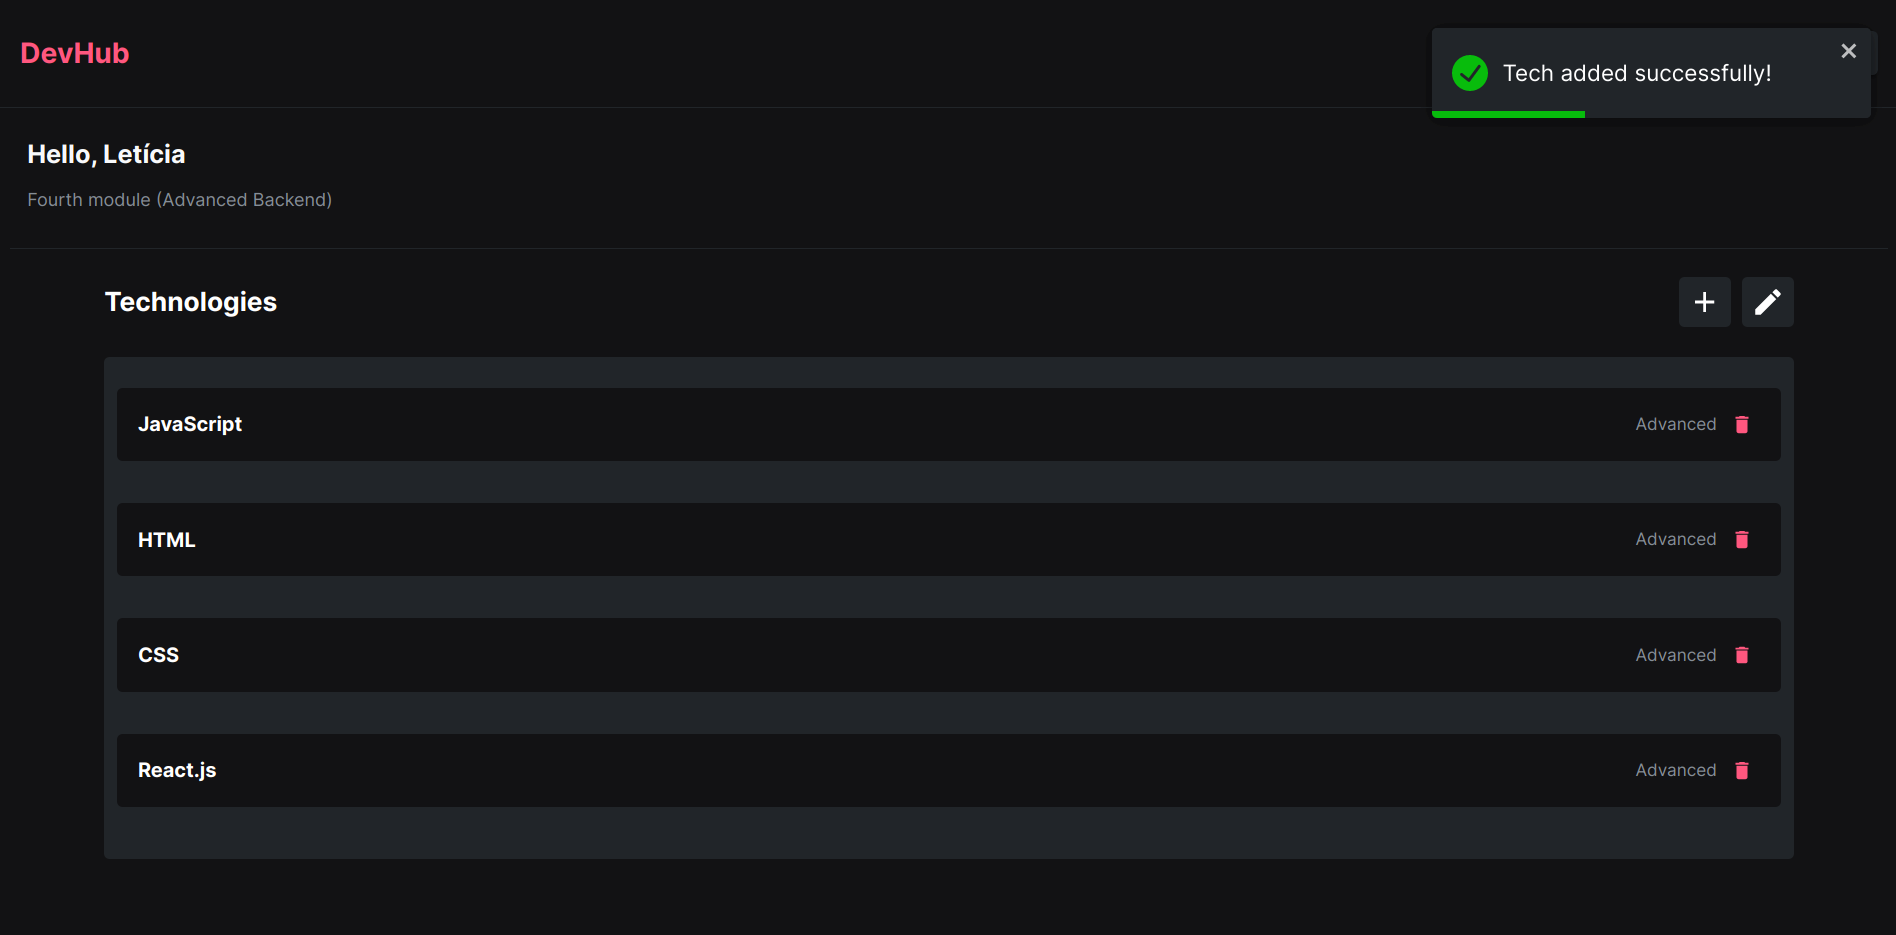 DevHub
Tech added successfully!
Hello, Letícia
Fourth module (Advanced Backend)
Technologies
JavaScript Advanced
HTML Advanced
CSS Advanced
React.js Advanced